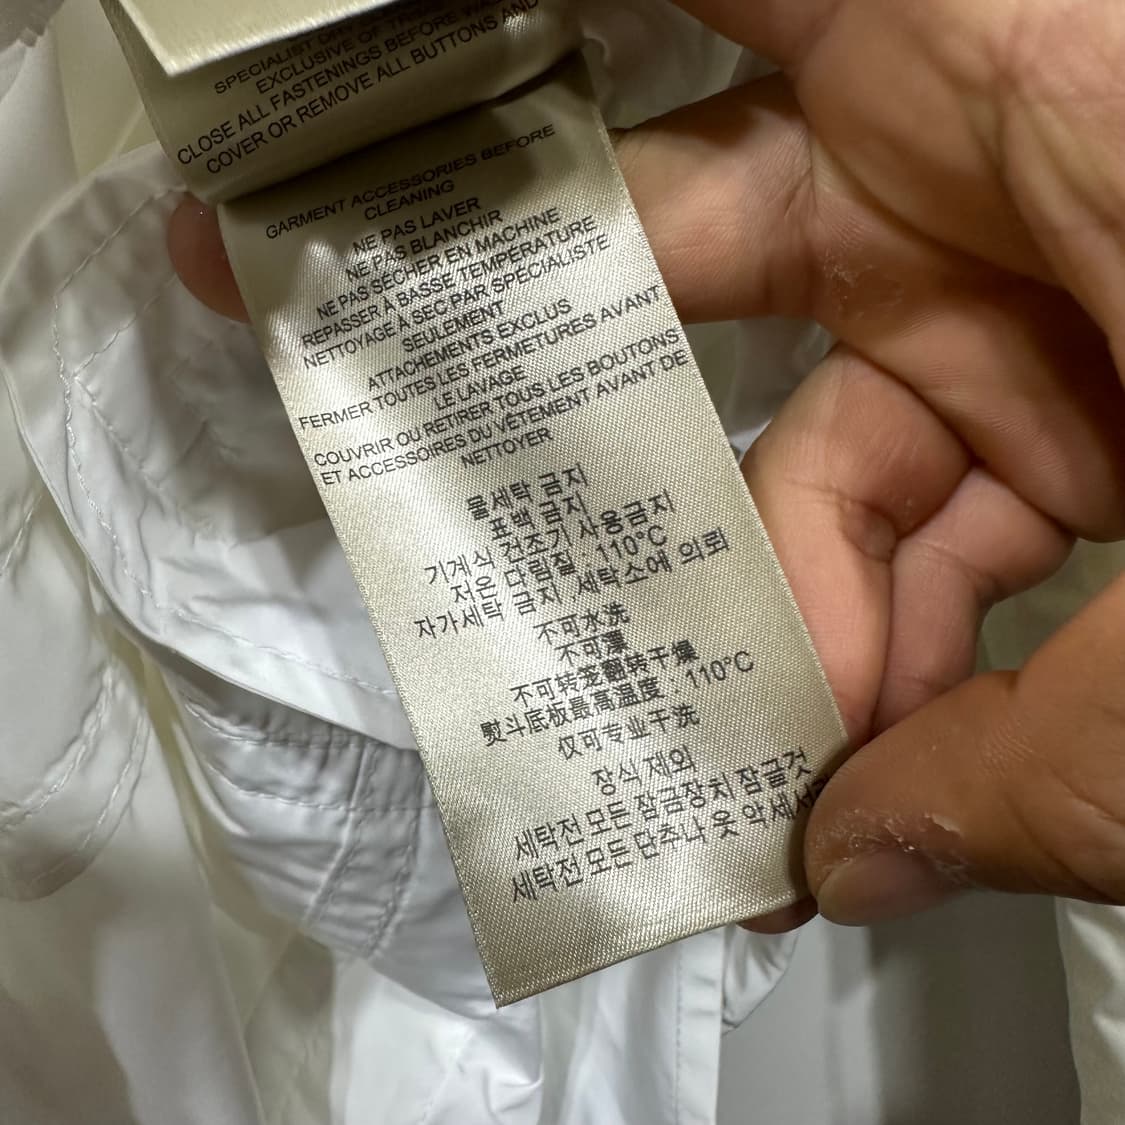 SPECIALIST DRY
EXCLUSIVE OF TRIMS
CLOSE ALL FASTENINGS BEFORE
COVER OR REMOVE ALL BUTTONS AND
GARMENT ACCESSORIES BEFORE
CLEANING
NE PAS LAVER
NE PAS BLANCHIR
NE PAS SÉCHER EN MACHINE
REPASSER À BASSE TEMPÉRATURE
NETTOYAGE À SEC PAR SPÉCIALISTE
SEULEMENT
ATTACHEMENTS EXCLUS
FERMER TOUTES LES FERMETURES AVANT
LE LAVAGE
COUVRIR OU RETIRER TOUS LES BOUTONS
ET ACCESSOIRES DU VÊTEMENT AVANT DE
NETTOYER
물세탁 금지
표백 금지
기계식 건조기 사용금지
저온 다림질 : 110°C
자가세탁 금지, 세탁소에 의뢰
不可水洗
不可漂
不可转笼翻转干燥
熨斗底板最高温度 : 110°C
仅可专业干洗
장식 제외
세탁전 모든 잠금장치 잠글것
세탁전 모든 단추나 옷 악세서리